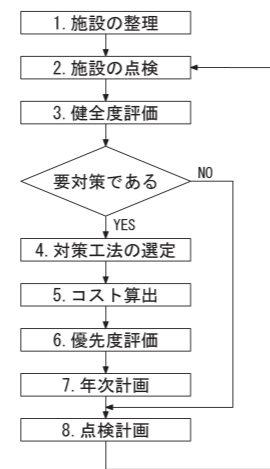 1. 施設の整理
2. 施設の点検
3. 健全度評価
要対策である
NO
YES
4. 対策工法の選定
5. コスト算出
6. 優先度評価
7. 年次計画
8. 点検計画